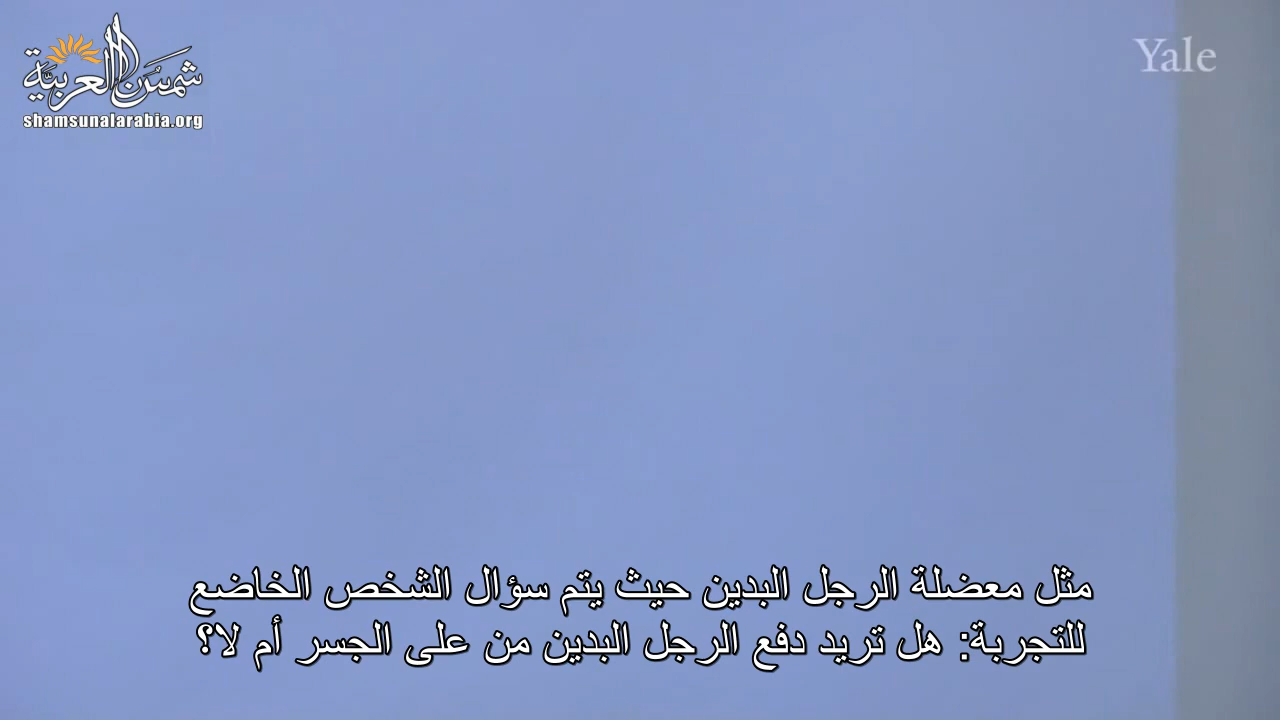 شمس العربية
shamsunalarabia.org
Yale
مثل معضلة الرجل البدين حيث يتم سؤال الشخص الخاضع
للتجربة: هل تريد دفع الرجل البدين من على الجسر أم لا؟